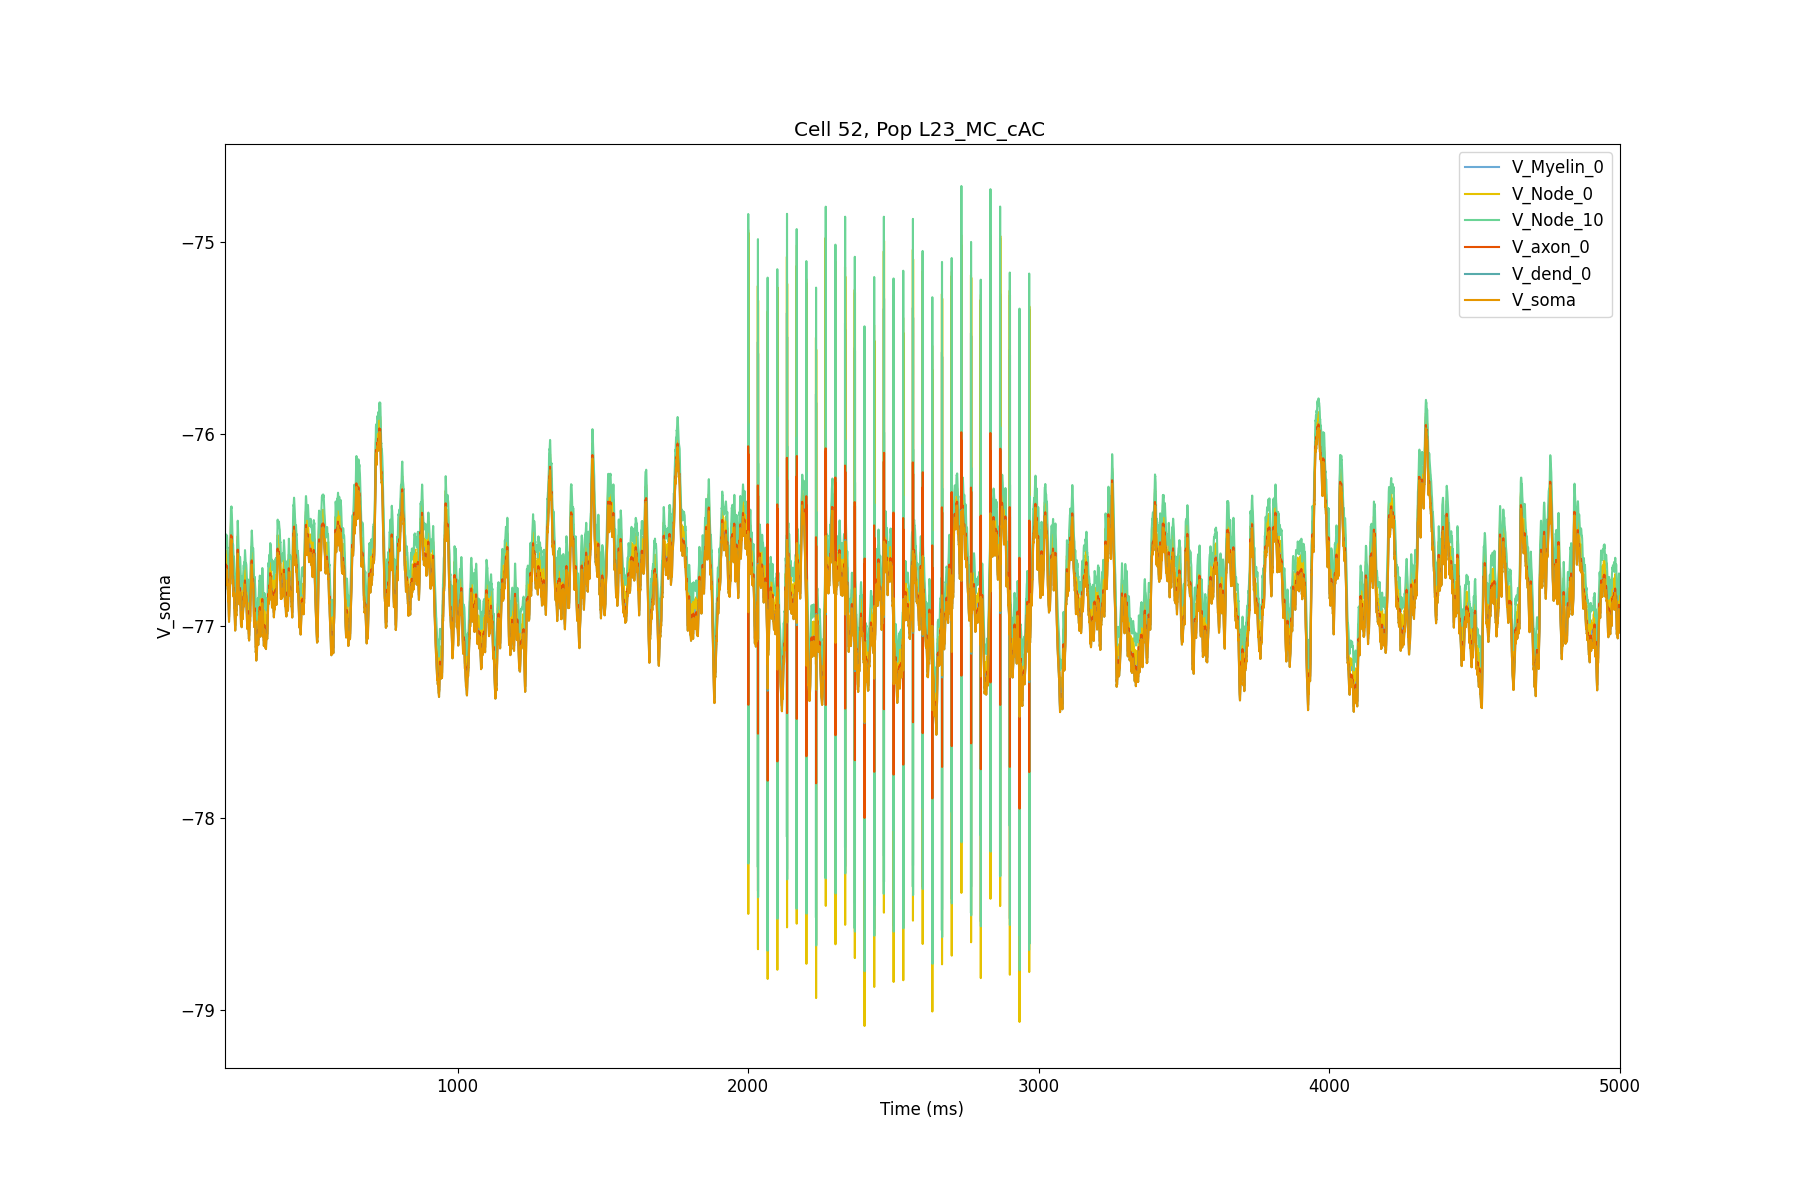 Cell 52, Pop L23_MC_cAC
V_Myelin_0
V_Node_0
V_Node_10
V_axon_0
V_dend_0
V_soma
−75
−76
−77
−78
−79
V_soma
1000
2000
3000
4000
5000
Time (ms)